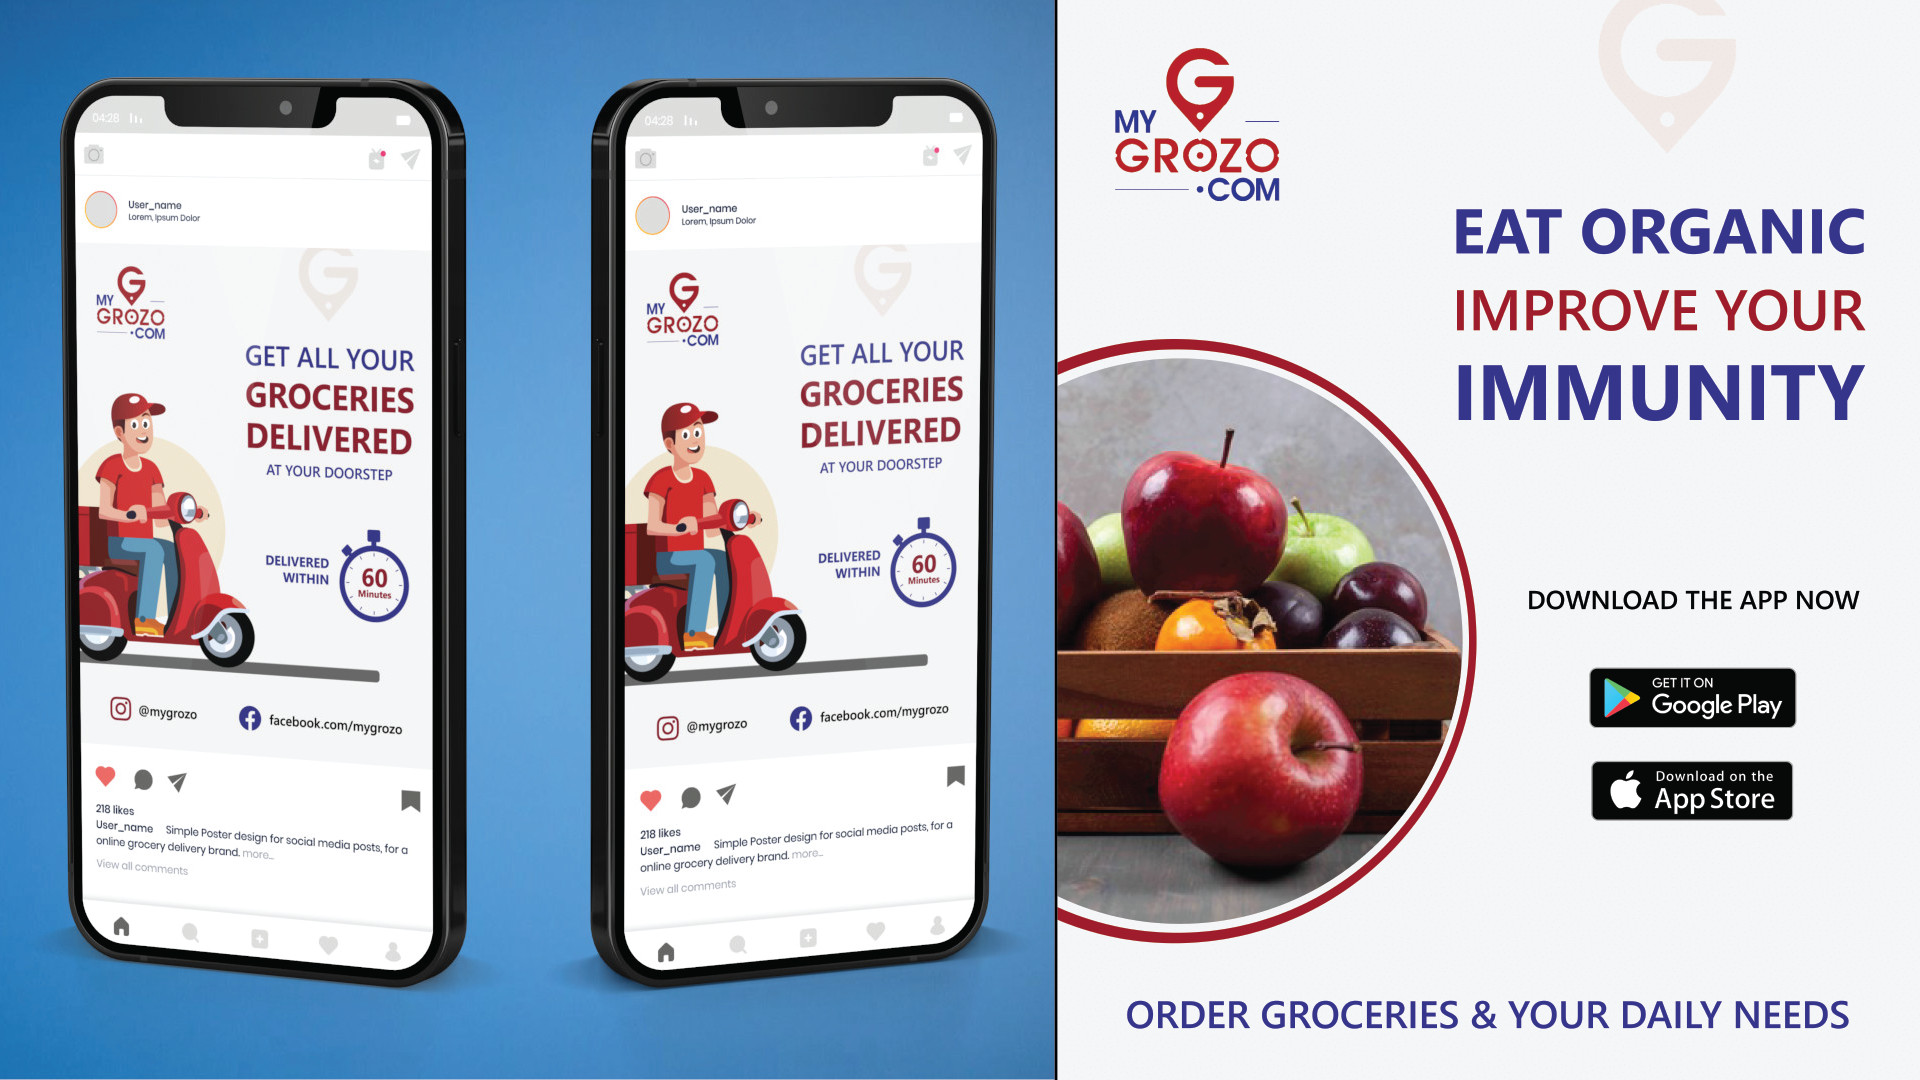 04:28
User_name
Lorem, Ipsum Dolor
G
MY
GROZO
.COM
GET ALL YOUR
GROCERIES
DELIVERED
AT YOUR DOORSTEP
DELIVERED
WITHIN
60
Minutes
@mygrozo
facebook.com/mygrozo
218 likes
User_name Simple Poster design for social media posts, for a
online grocery delivery brand. more...
View all comments
04:28
User_name
Lorem, Ipsum Dolor
G
MY
GROZO
.COM
GET ALL YOUR
GROCERIES
DELIVERED
AT YOUR DOORSTEP
DELIVERED
WITHIN
60
Minutes
@mygrozo
facebook.com/mygrozo
218 likes
User_name Simple Poster design for social media posts, for a
online grocery delivery brand. more...
View all comments
G
MY
GROZO
.COM
EAT ORGANIC
IMPROVE YOUR
IMMUNITY
DOWNLOAD THE APP NOW
GET IT ON
Google Play
Download on the
App Store
ORDER GROCERIES & YOUR DAILY NEEDS